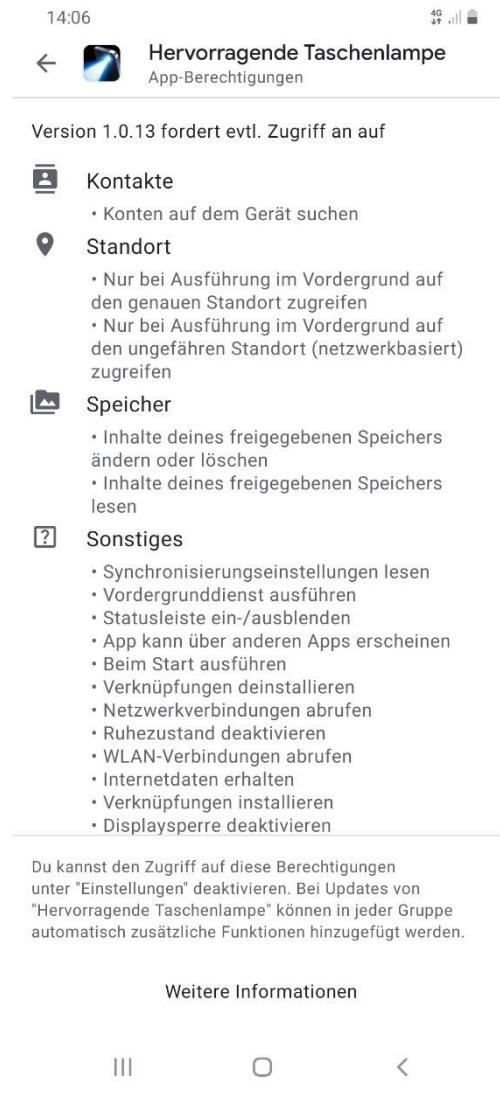 14:06
4G
Hervorragende Taschenlampe
App-Berechtigungen
Version 1.0.13 fordert evtl. Zugriff an auf
Kontakte
• Konten auf dem Gerät suchen
Standort
• Nur bei Ausführung im Vordergrund auf
den genauen Standort zugreifen
• Nur bei Ausführung im Vordergrund auf
den ungefähren Standort (netzwerkbasiert)
zugreifen
Speicher
• Inhalte deines freigegebenen Speichers
ändern oder löschen
• Inhalte deines freigegebenen Speichers
lesen
Sonstiges
• Synchronisierungseinstellungen lesen
• Vordergrunddienst ausführen
• Statusleiste ein-/ausblenden
• App kann über anderen Apps erscheinen
• Beim Start ausführen
• Verknüpfungen deinstallieren
• Netzwerkverbindungen abrufen
• Ruhezustand deaktivieren
• WLAN-Verbindungen abrufen
• Internetdaten erhalten
• Verknüpfungen installieren
• Displaysperre deaktivieren
Du kannst den Zugriff auf diese Berechtigungen
unter "Einstellungen" deaktivieren. Bei Updates von
"Hervorragende Taschenlampe" können in jeder Gruppe
automatisch zusätzliche Funktionen hinzugefügt werden.
Weitere Informationen